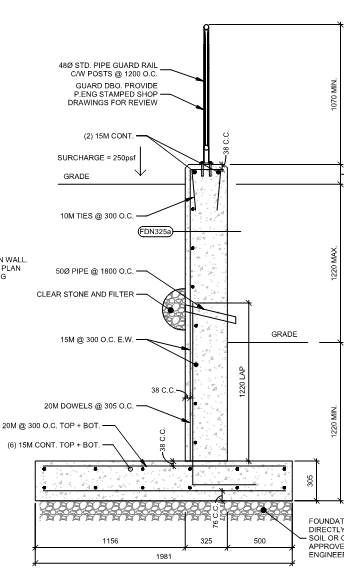 48Ø STD. PIPE GUARD RAIL
C/W POSTS @ 1200 O.C.
GUARD DBO. PROVIDE
P.ENG STAMPED SHOP
DRAWINGS FOR REVIEW
1070 MIN.
(2) 15M CONT.
38 C.C.
SURCHARGE = 250psf
GRADE
10M TIES @ 300 O.C.
FDN325a
1220 MAX.
N WALL.
PLAN
G
50Ø PIPE @ 1800 O.C.
CLEAR STONE AND FILTER
GRADE
15M @ 300 O.C. E.W.
1220 LAP
38 C.C.
20M DOWELS @ 305 O.C.
1220 MIN.
20M @ 300 O.C. TOP + BOT.
38 C.C.
(6) 15M CONT. TOP + BOT.
305
76 C.C.
FOUNDAT
DIRECTLY
SOIL OR C
APPROVE
ENGINEE
1156
325
500
1981